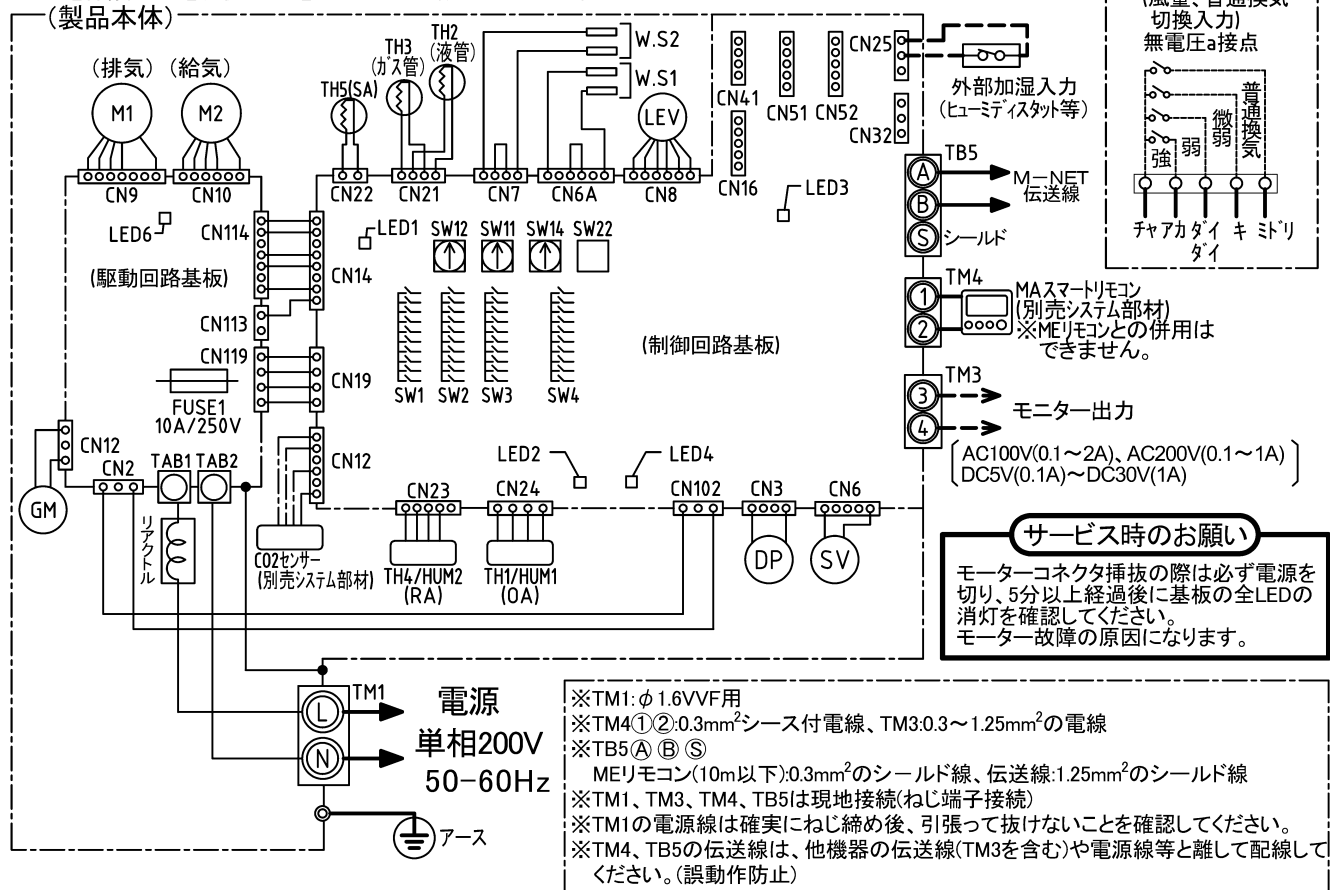 (製品本体)
(排気)
(給気)
M1
M2
CN9
CN10
TH5(SA)
TH3
(ガス管)
TH2
(液管)
W.S2
W.S1
LEV
CN22
CN21
CN7
CN6A
CN8
CN41
CN16
CN51
CN52
CN25
CN32
外部加湿入力
(ヒューミディスタット等)
切換入力)
無電圧a接点
強
弱
微弱
普通換気
チャ
アカ
ダイ
ダイ
キ
ミドリ
LED6
CN114
(駆動回路基板)
CN113
CN119
FUSE1
10A/250V
CN14
CN19
LED1
SW12
SW11
SW14
SW22
LED3
SW1
SW2
SW3
SW4
(制御回路基板)
TB5
A
B
S
M-NET
伝送線
シールド
TM4
1
2
MAスマートリモコン
(別売システム部材)
※MEリモコンとの併用は
できません。
TM3
3
4
モニター出力
AC100V(0.1～2A)、AC200V(0.1～1A)
DC5V(0.1A)～DC30V(1A)
CN12
CN2
TAB1
TAB2
GM
リアクトル
CN12
CO2センサー
(別売システム部材)
CN23
TH4/HUM2
(RA)
CN24
TH1/HUM1
(OA)
LED2
LED4
CN102
CN3
CN6
DP
SV
サービス時のお願い
モーターコネクタ挿抜の際は必ず電源を
切り、5分以上経過後に基板の全LEDの
消灯を確認してください。
モーター故障の原因になります。
TM1
L
N
電源
単相200V
50-60Hz
アース
※TM1:φ1.6VVF用
※TM4①②:0.3mm²シース付電線、TM3:0.3～1.25mm²の電線
※TB5Ⓐ Ⓑ Ⓢ
MEリモコン(10m以下):0.3mm²のシールド線、伝送線:1.25mm²のシールド線
※TM1、TM3、TM4、TB5は現地接続(ねじ端子接続)
※TM1の電源線は確実にねじ締め後、引張って抜けないことを確認してください。
※TM4、TB5の伝送線は、他機器の伝送線(TM3を含む)や電源線等と離して配線して
ください。(誤動作防止)